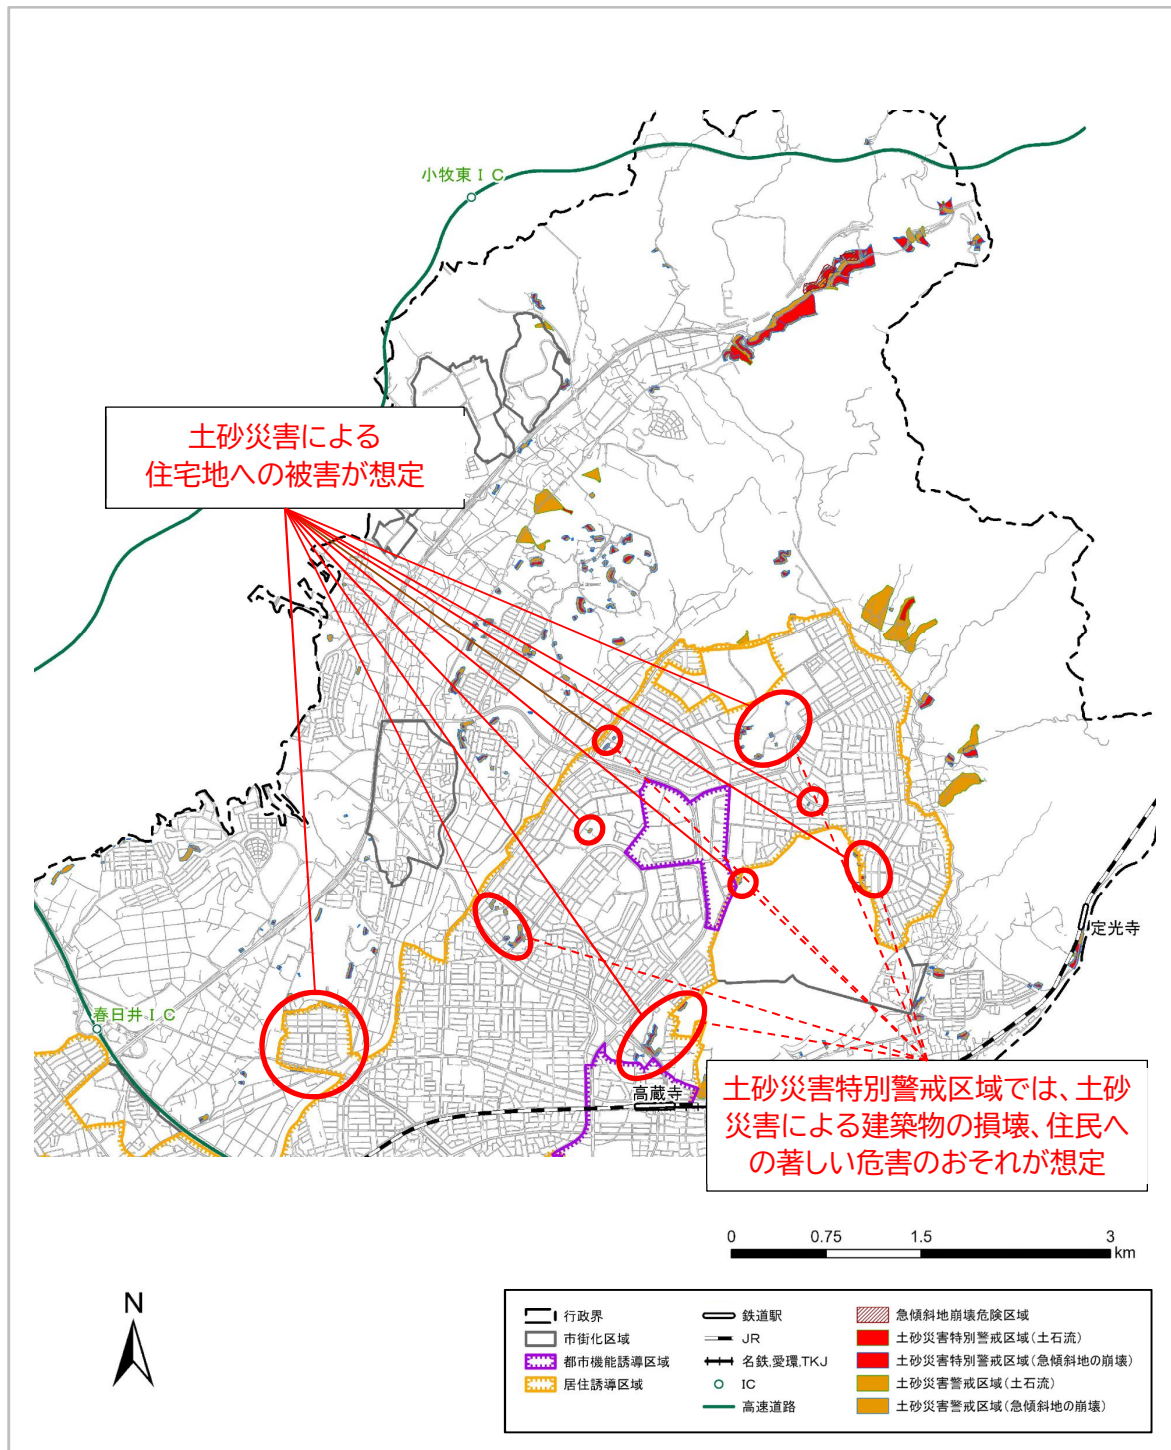 小牧東ＩＣ
土砂災害による
住宅地への被害が想定
定光寺
春日井ＩＣ
高蔵寺
土砂災害特別警戒区域では、土砂
災害による建築物の損壊、住民へ
の著しい危害のおそれが想定
0 0.75 1.5 3
km
N
行政界
市街化区域
都市機能誘導区域
居住誘導区域
鉄道駅
JR
名鉄,愛環,TKJ
IC
高速道路
急傾斜地崩壊危険区域
土砂災害特別警戒区域(土石流)
土砂災害特別警戒区域(急傾斜地の崩壊)
土砂災害警戒区域(土石流)
土砂災害警戒区域(急傾斜地の崩壊)